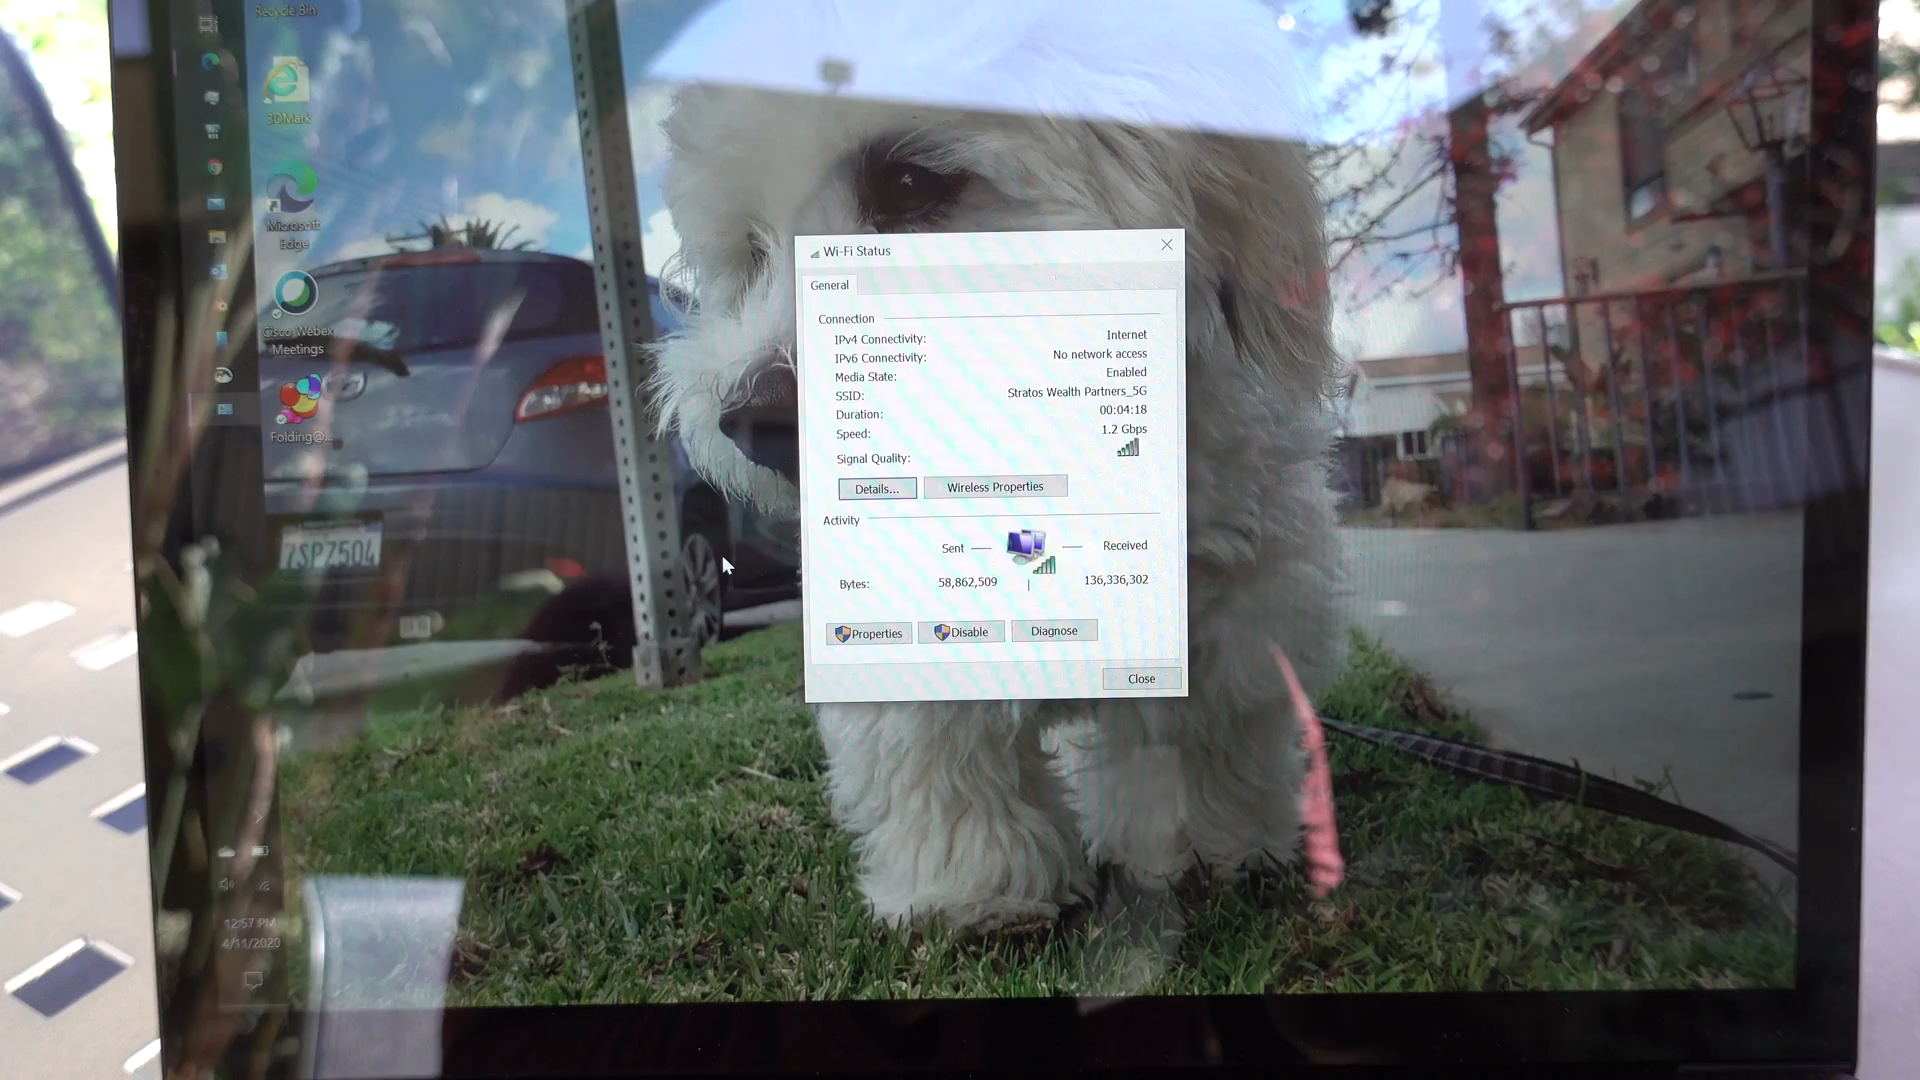 Recycle Bin
3DMark
Microsoft
Edge
Cisco Webex
Meetings
Folding@...
7SPZ504
12:57 PM
4/11/2020
Wi-Fi Status
General
Connection
IPv4 Connectivity: Internet
IPv6 Connectivity: No network access
Media State: Enabled
SSID: Stratos Wealth Partners_5G
Duration: 00:04:18
Speed: 1.2 Gbps
Signal Quality:
Details... Wireless Properties
Activity
Sent Received
Bytes: 58,862,509 136,336,302
Properties Disable Diagnose
Close